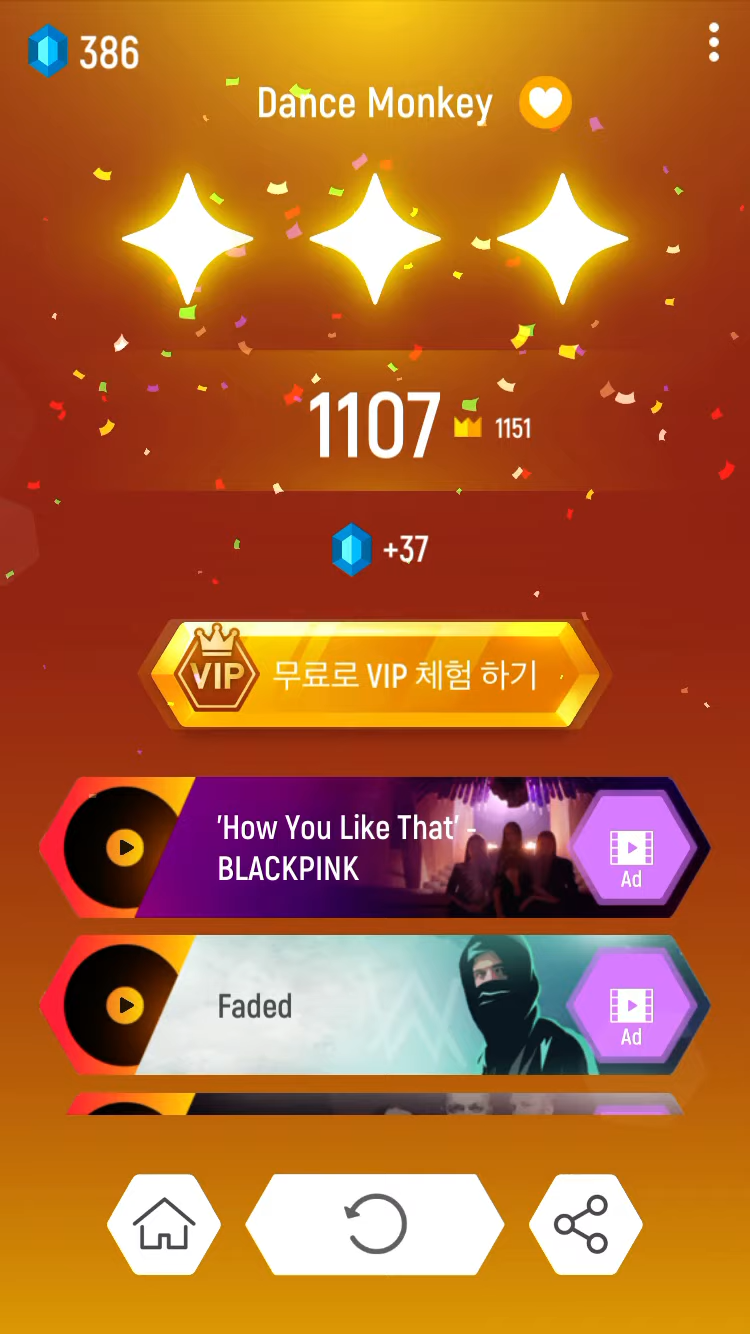 386
Dance Monkey
1107
1151
+37
VIP
무료로 VIP 체험 하기
'How You Like That' -
BLACKPINK
Ad
Faded
Ad